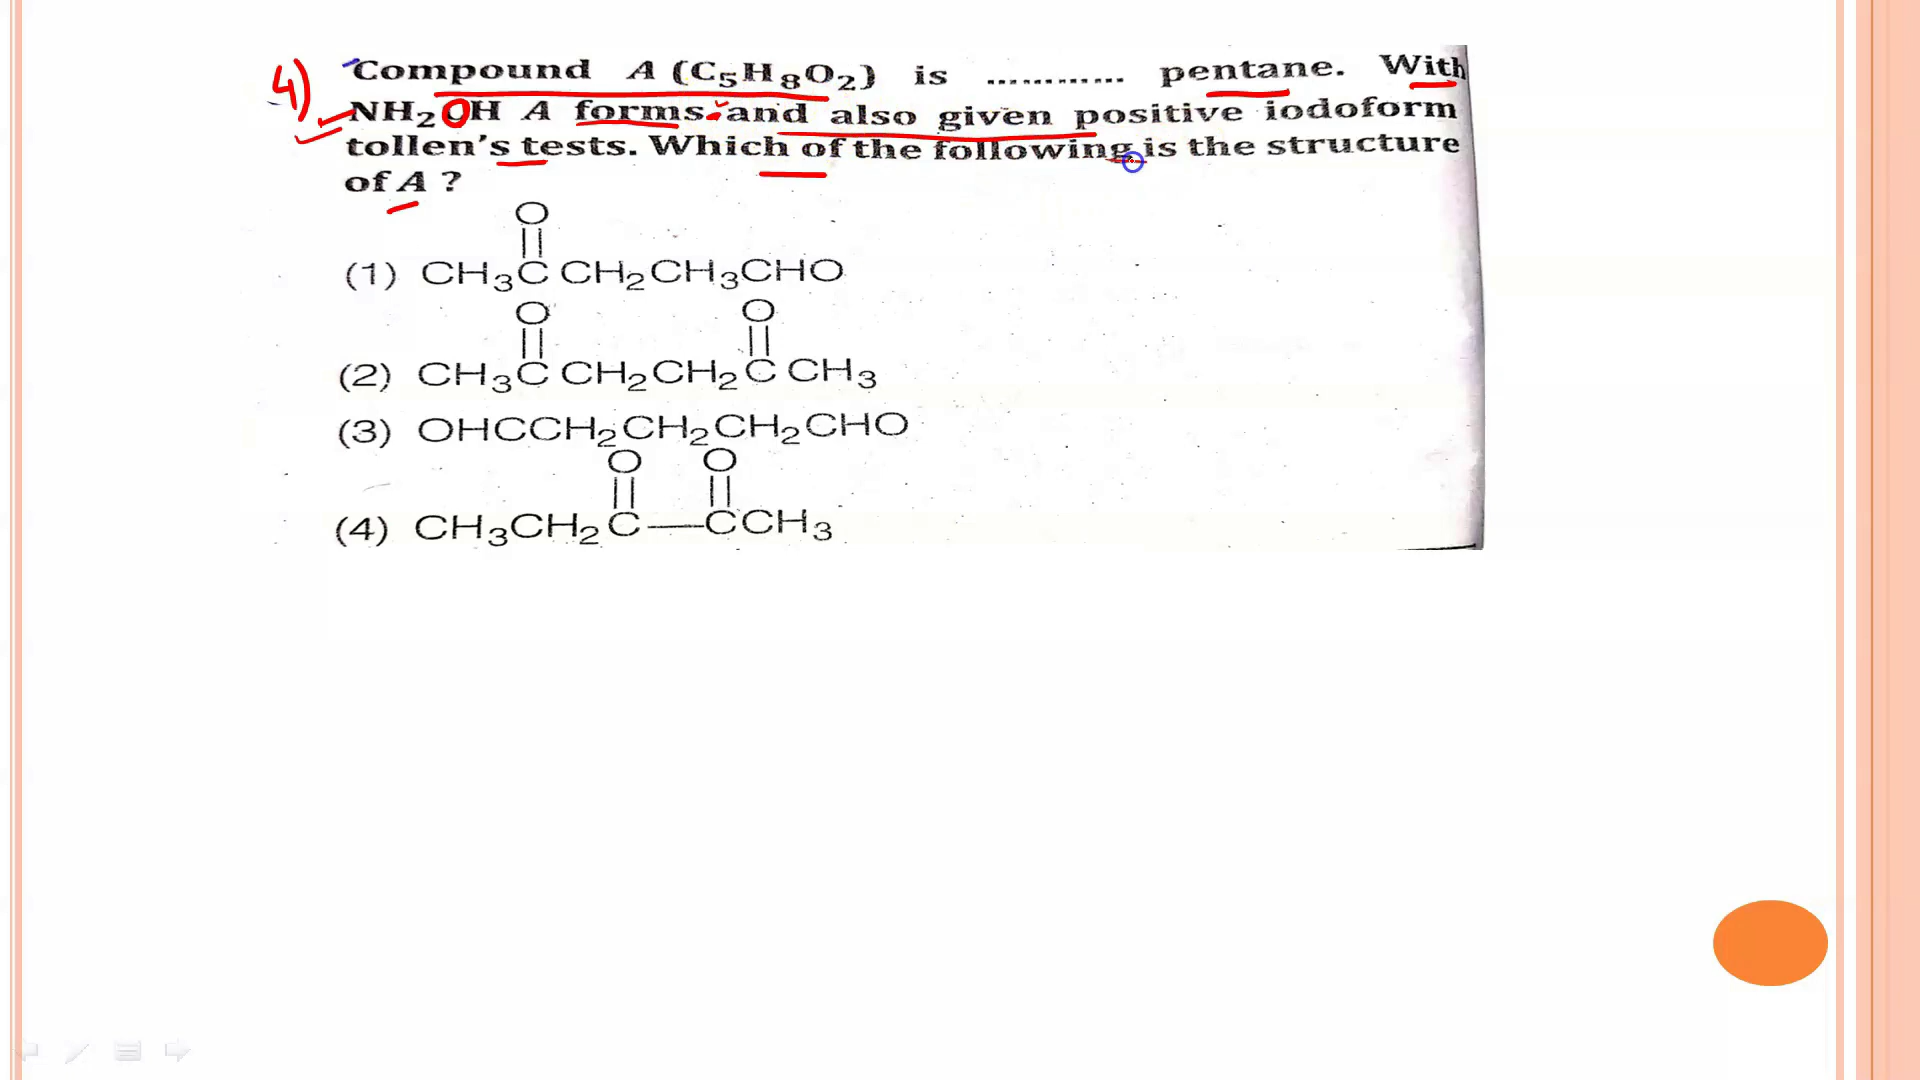 4)
Compound A (C₅H₈O₂) is ............ pentane. With
NH₂OH A forms and also given positive iodoform
tollen's tests. Which of the following is the structure
of A ?
O
(1) CH₃C CH₂CH₃CHO
O O
(2) CH₃C CH₂CH₂C CH₃
(3) OHCCH₂CH₂CH₂CHO
O O
(4) CH₃CH₂C—CCH₃